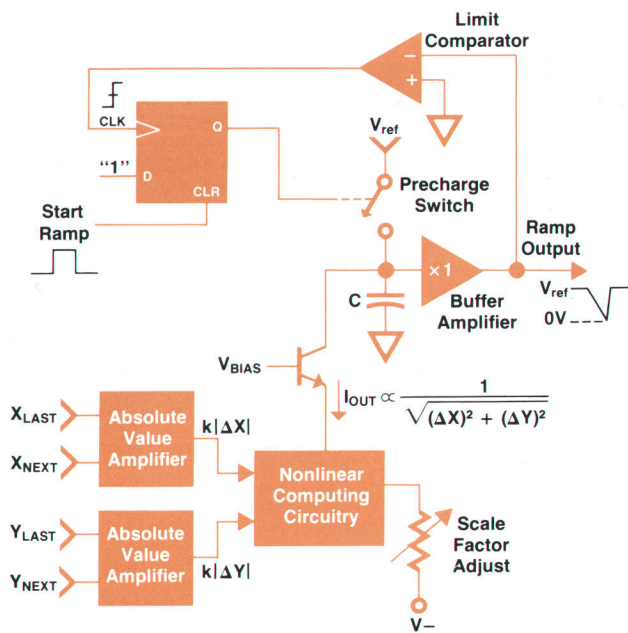 Limit
Comparator
−
+
CLK
Q
"1"
D
CLR
Start
Ramp
Vref
Precharge
Switch
Ramp
Output
×1
C
Buffer
Amplifier
Vref
0V
VBIAS
IOUT ∝ 1 / √(ΔX)² + (ΔY)²
XLAST
XNEXT
Absolute
Value
Amplifier
k|ΔX|
Nonlinear
Computing
Circuitry
YLAST
YNEXT
Absolute
Value
Amplifier
k|ΔY|
Scale
Factor
Adjust
V−